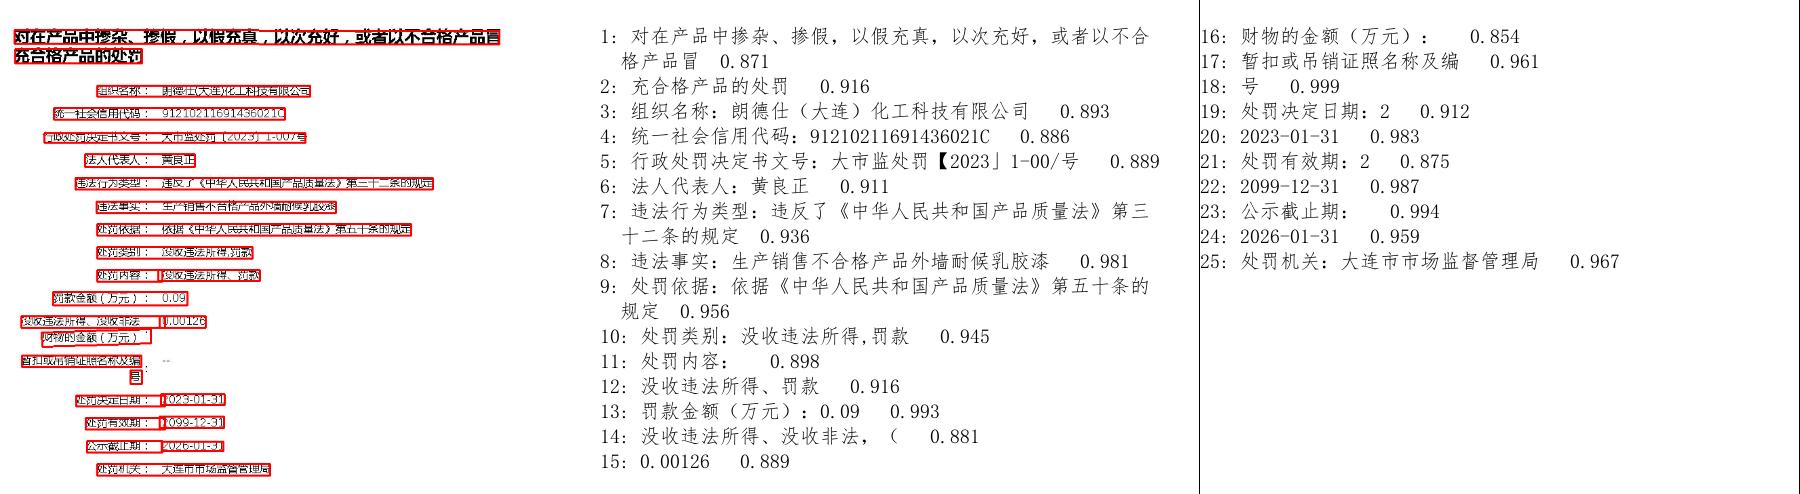 对在产品中掺杂、掺假，以假充真，以次充好，或者以不合格产品冒
充合格产品的处罚
组织名称： 朗德仕(大连)化工科技有限公司
统一社会信用代码： 91210211691436021C
行政处罚决定书文号： 大市监处罚〔2023〕1-007号
法人代表人： 黄良正
违法行为类型： 违反了《中华人民共和国产品质量法》第三十二条的规定
违法事实： 生产销售不合格产品外墙耐候乳胶漆
处罚依据： 依据《中华人民共和国产品质量法》第五十条的规定
处罚类别： 没收违法所得,罚款
处罚内容： 没收违法所得、罚款
罚款金额（万元）： 0.09
没收违法所得、没收非法 0.00126
财物的金额（万元）：
暂扣或吊销证照名称及编 --
号：
处罚决定日期： 2023-01-31
处罚有效期： 2099-12-31
公示截止期： 2026-01-31
处罚机关： 大连市市场监督管理局
1: 对在产品中掺杂、掺假，以假充真，以次充好，或者以不合
格产品冒 0.871
2: 充合格产品的处罚 0.916
3: 组织名称：朗德仕（大连）化工科技有限公司 0.893
4: 统一社会信用代码：91210211691436021C 0.886
5: 行政处罚决定书文号：大市监处罚【2023」1-00/号 0.889
6: 法人代表人：黄良正 0.911
7: 违法行为类型：违反了《中华人民共和国产品质量法》第三
十二条的规定 0.936
8: 违法事实：生产销售不合格产品外墙耐候乳胶漆 0.981
9: 处罚依据：依据《中华人民共和国产品质量法》第五十条的
规定 0.956
10: 处罚类别：没收违法所得,罚款 0.945
11: 处罚内容： 0.898
12: 没收违法所得、罚款 0.916
13: 罚款金额（万元）：0.09 0.993
14: 没收违法所得、没收非法，（ 0.881
15: 0.00126 0.889
16: 财物的金额（万元）： 0.854
17: 暂扣或吊销证照名称及编 0.961
18: 号 0.999
19: 处罚决定日期：2 0.912
20: 2023-01-31 0.983
21: 处罚有效期：2 0.875
22: 2099-12-31 0.987
23: 公示截止期： 0.994
24: 2026-01-31 0.959
25: 处罚机关：大连市市场监督管理局 0.967